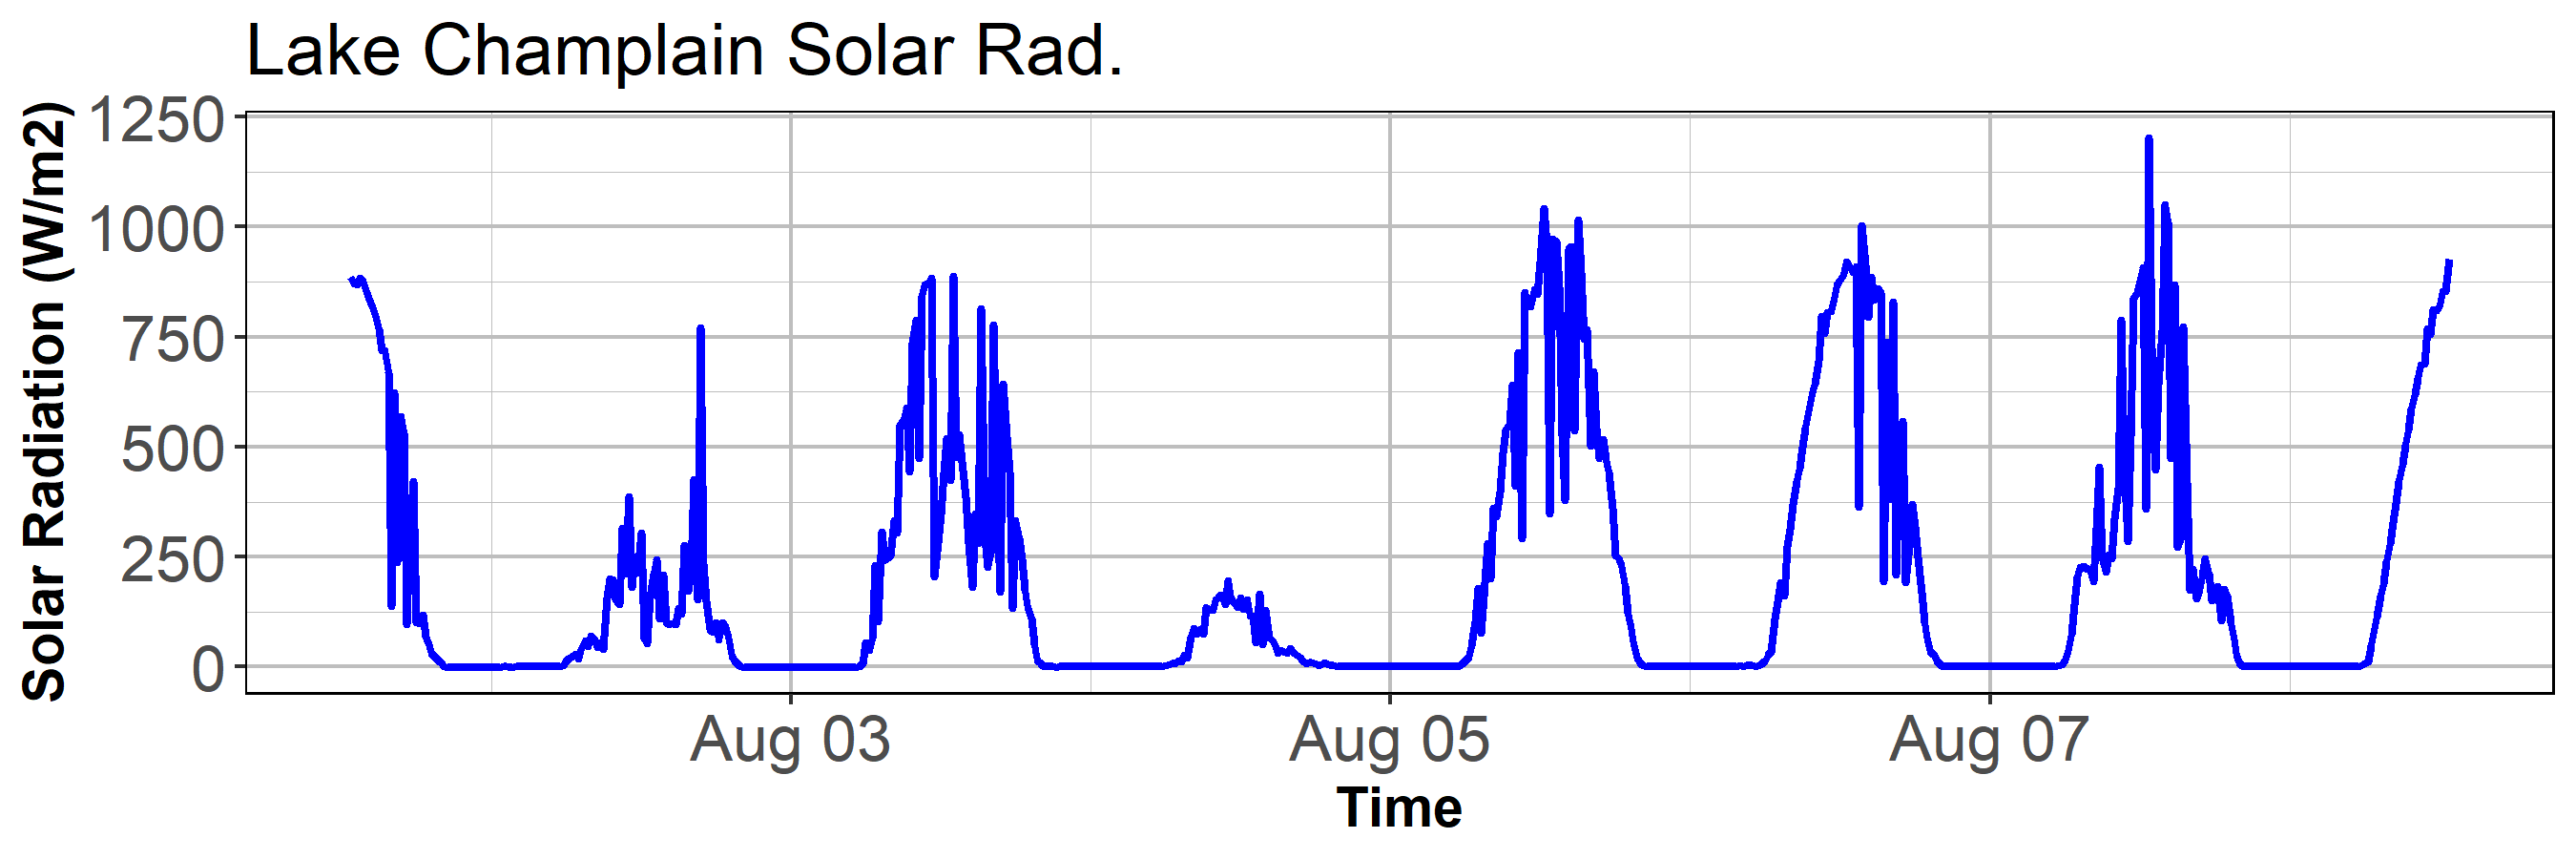 Lake Champlain Solar Rad.
Solar Radiation (W/m2)
1250
1000
750
500
250
0
Aug 03
Aug 05
Aug 07
Time